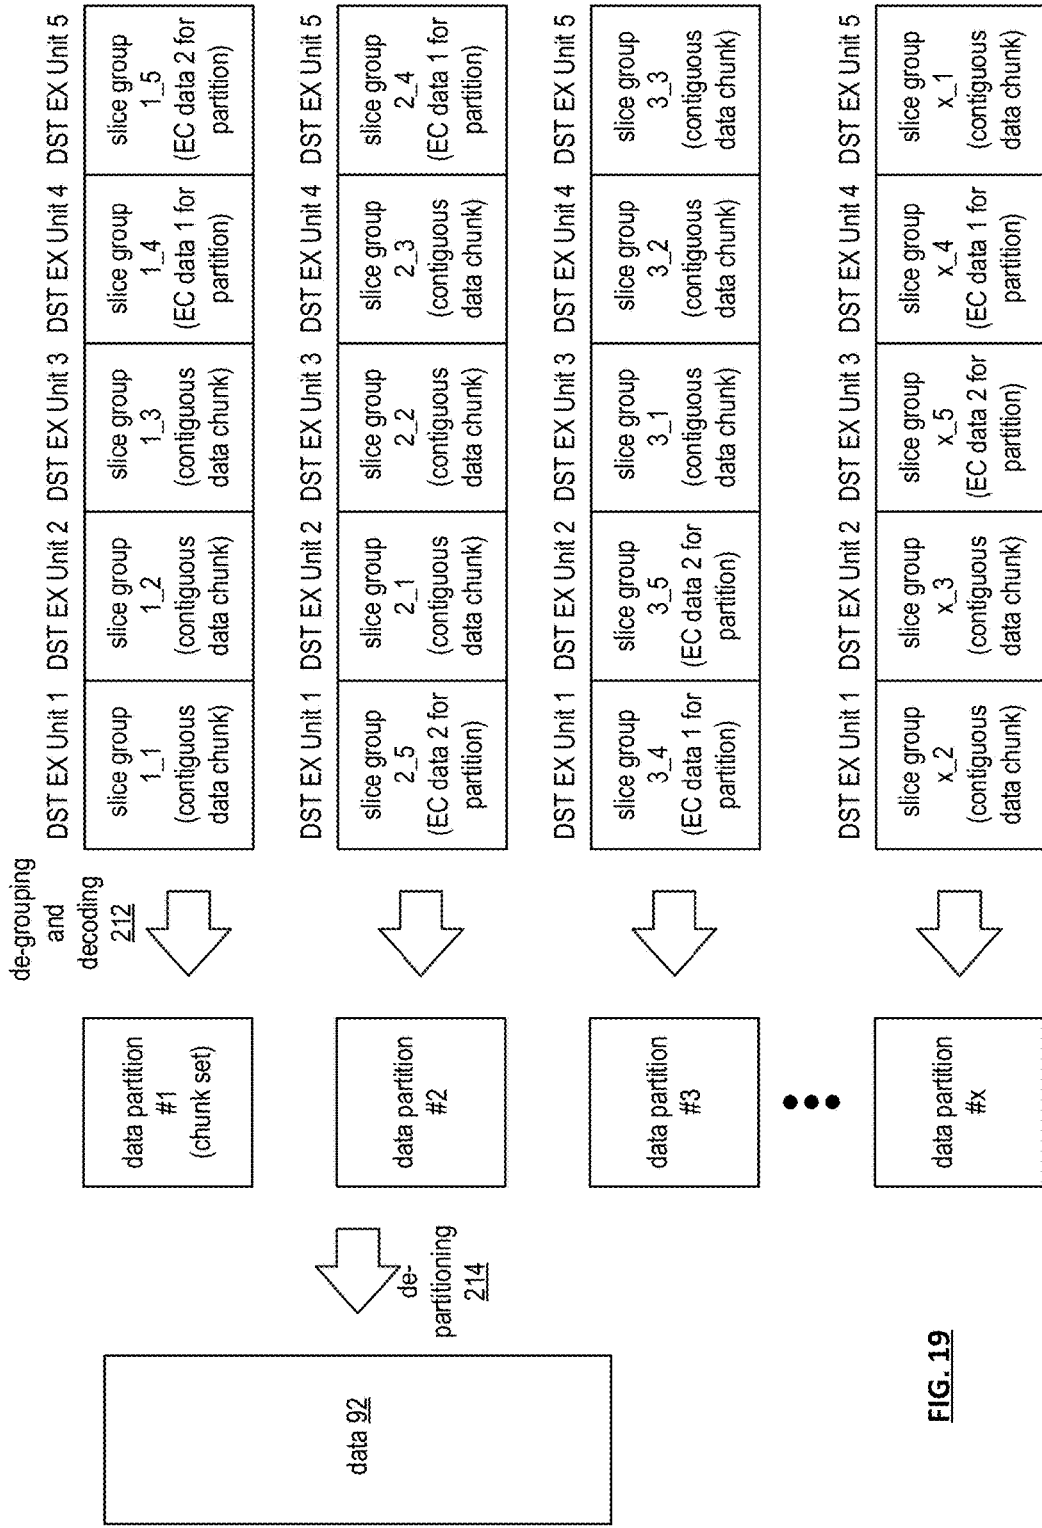 de-grouping
and
decoding
212
DST EX Unit 1 DST EX Unit 2 DST EX Unit 3 DST EX Unit 4 DST EX Unit 5
slice group
1_1
(contiguous
data chunk)
slice group
1_2
(contiguous
data chunk)
slice group
1_3
(contiguous
data chunk)
slice group
1_4
(EC data 1 for
partition)
slice group
1_5
(EC data 2 for
partition)
data partition
#1
(chunk set)
DST EX Unit 1 DST EX Unit 2 DST EX Unit 3 DST EX Unit 4 DST EX Unit 5
slice group
2_5
(EC data 2 for
partition)
slice group
2_1
(contiguous
data chunk)
slice group
2_2
(contiguous
data chunk)
slice group
2_3
(contiguous
data chunk)
slice group
2_4
(EC data 1 for
partition)
data partition
#2
data 92
de-
partitioning
214
DST EX Unit 1 DST EX Unit 2 DST EX Unit 3 DST EX Unit 4 DST EX Unit 5
slice group
3_4
(EC data 1 for
partition)
slice group
3_5
(EC data 2 for
partition)
slice group
3_1
(contiguous
data chunk)
slice group
3_2
(contiguous
data chunk)
slice group
3_3
(contiguous
data chunk)
data partition
#3
DST EX Unit 1 DST EX Unit 2 DST EX Unit 3 DST EX Unit 4 DST EX Unit 5
slice group
x_2
(contiguous
data chunk)
slice group
x_3
(contiguous
data chunk)
slice group
x_5
(EC data 2 for
partition)
slice group
x_4
(EC data 1 for
partition)
slice group
x_1
(contiguous
data chunk)
data partition
#x
FIG. 19